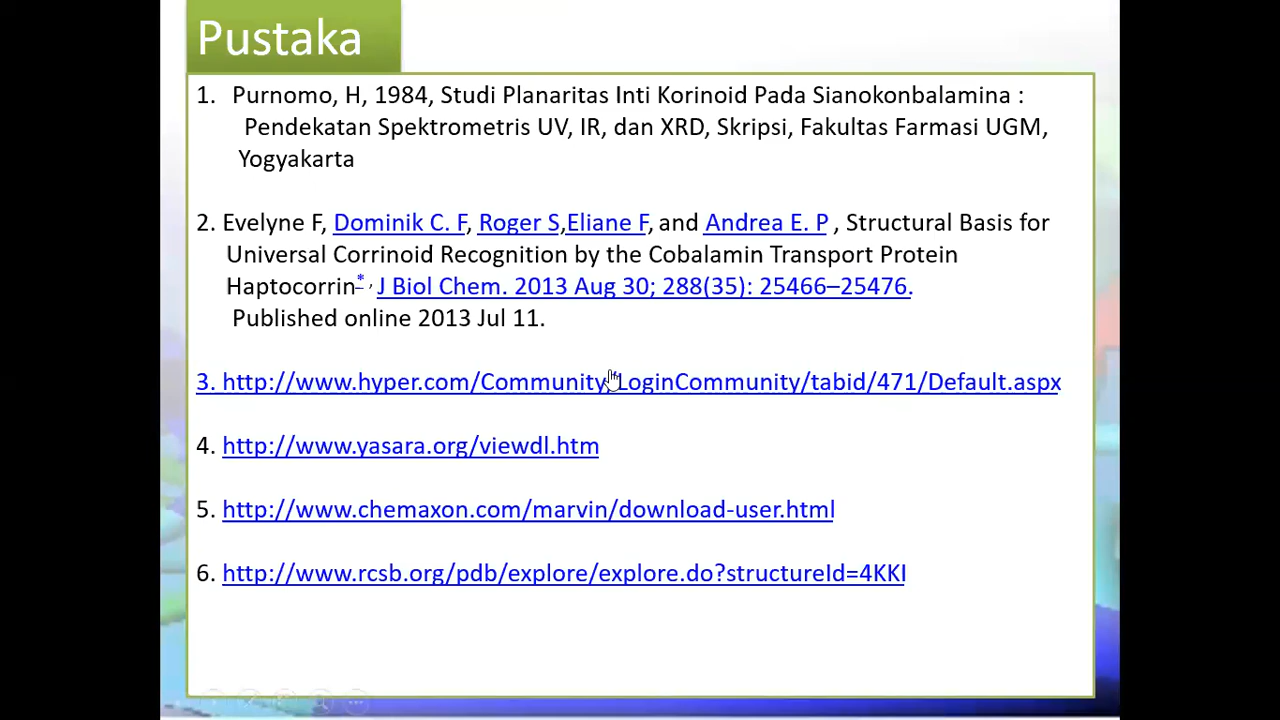 Pustaka
1. Purnomo, H, 1984, Studi Planaritas Inti Korinoid Pada Sianokonbalamina :
Pendekatan Spektrometris UV, IR, dan XRD, Skripsi, Fakultas Farmasi UGM,
Yogyakarta
2. Evelyne F, Dominik C. F, Roger S,Eliane F, and Andrea E. P , Structural Basis for
Universal Corrinoid Recognition by the Cobalamin Transport Protein
Haptocorrin*, J Biol Chem. 2013 Aug 30; 288(35): 25466–25476.
Published online 2013 Jul 11.
3. http://www.hyper.com/Community/LoginCommunity/tabid/471/Default.aspx
4. http://www.yasara.org/viewdl.htm
5. http://www.chemaxon.com/marvin/download-user.html
6. http://www.rcsb.org/pdb/explore/explore.do?structureId=4KKI